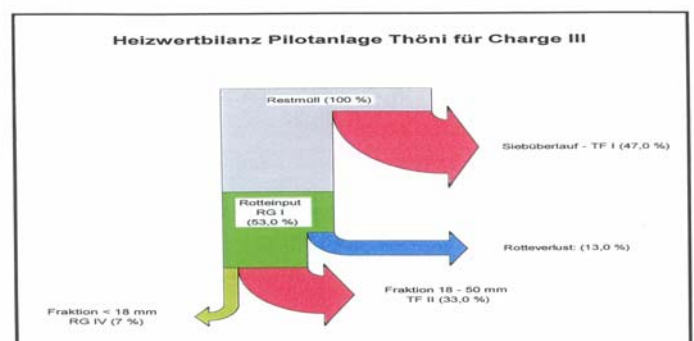 Heizwertbilanz Pilotanlage Thöni für Charge III
Restmüll (100 %)
Siebüberlauf - TF I (47,0 %)
Rotteinput
RG I
(53,0 %)
Rotteverlust: (13,0 %)
Fraktion 18 - 50 mm
TF II (33,0 %)
Fraktion < 18 mm
RG IV (7 %)